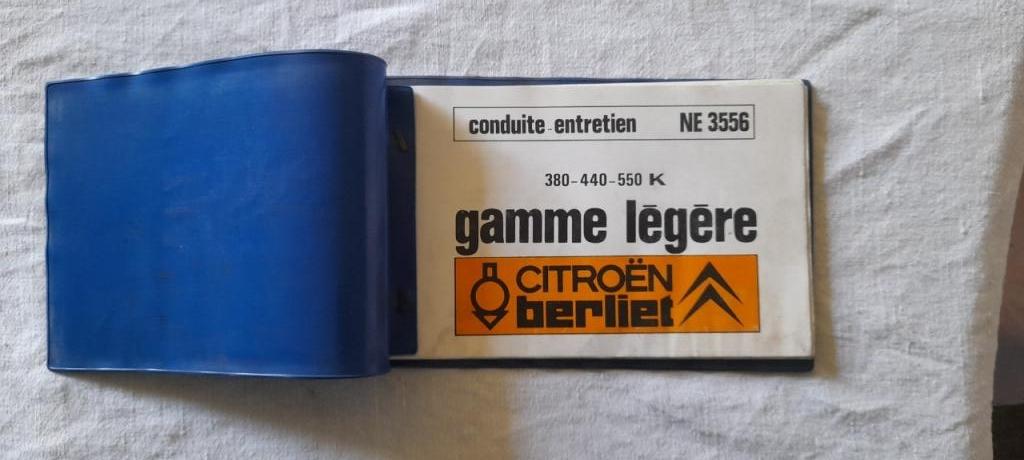 conduite-entretien NE 3556
380-440-550 K
gamme légère
CITROËN
berliet